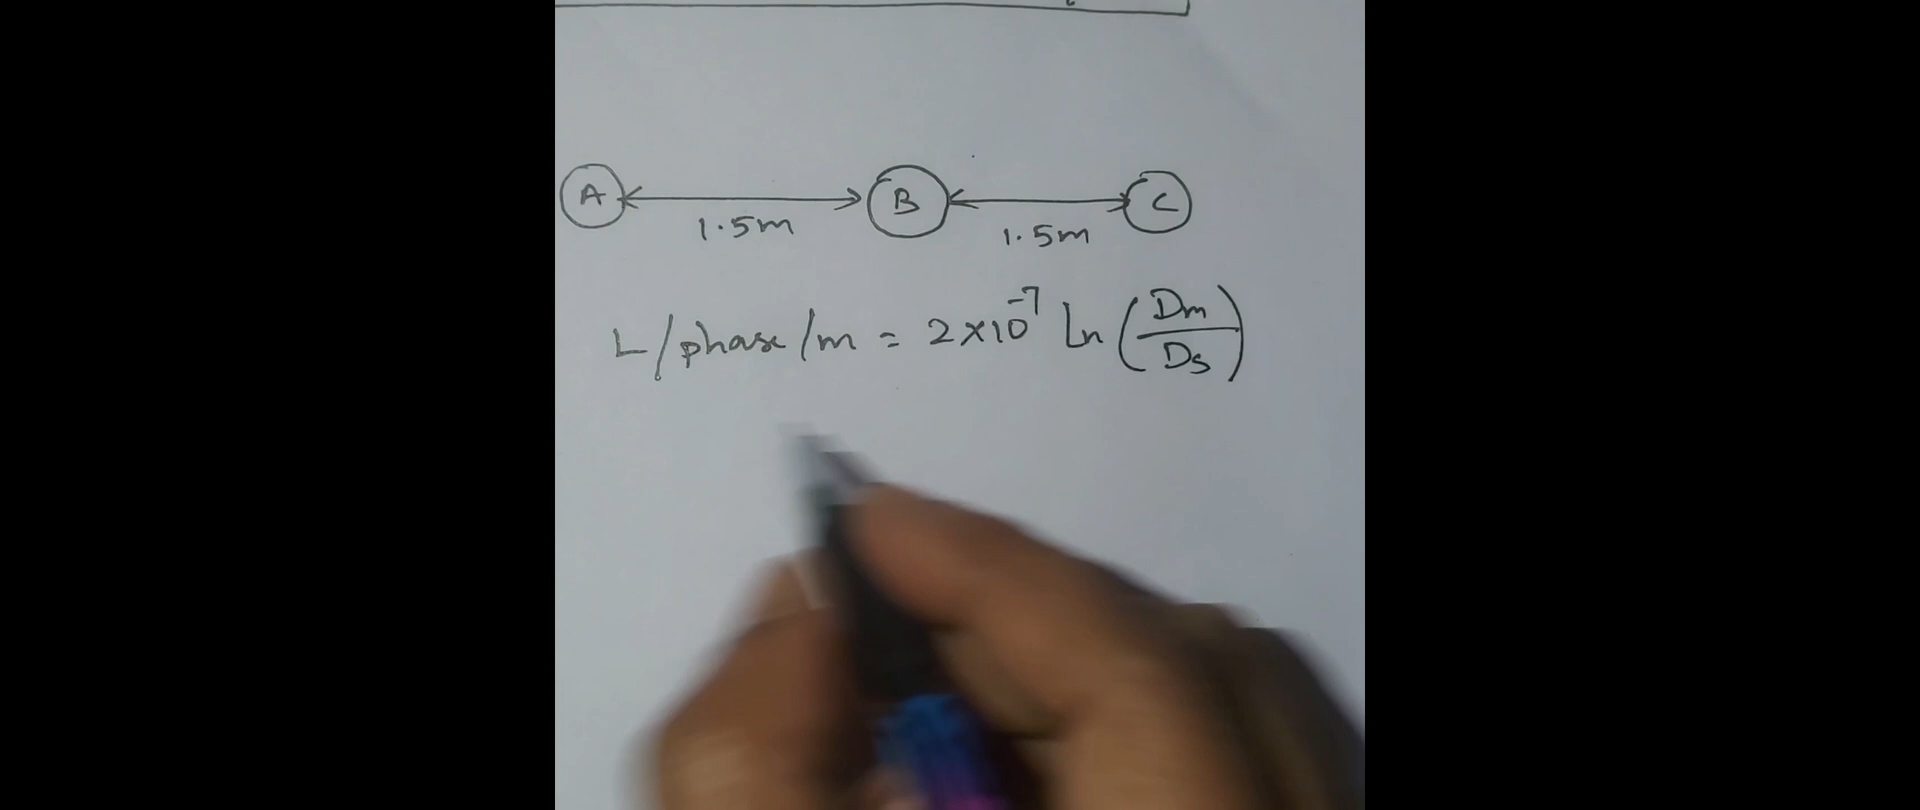 A B C
1.5m 1.5m
L/phase/m = 2×10⁻⁷ ln (Dm/Ds)